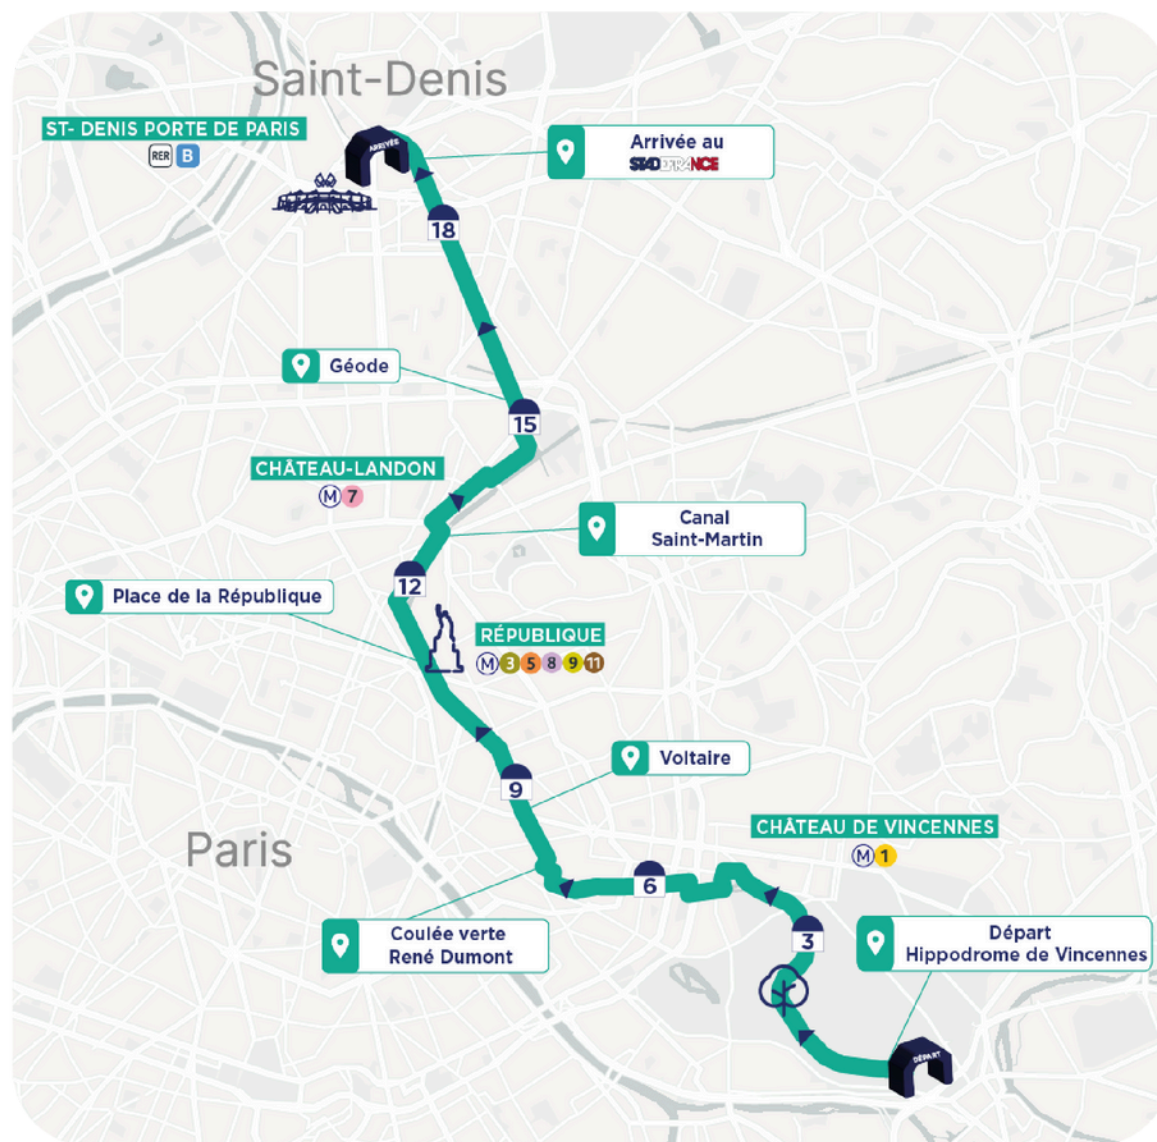 Saint-Denis
ST- DENIS PORTE DE PARIS
RER B
ARRIVÉE
Arrivée au
STADE DE FRANCE
18
Géode
15
CHÂTEAU-LANDON
M 7
Canal
Saint-Martin
12
Place de la République
RÉPUBLIQUE
M 3 5 8 9 11
Voltaire
9
CHÂTEAU DE VINCENNES
M 1
Paris
6
Coulée verte
René Dumont
3
Départ
Hippodrome de Vincennes
DÉPART